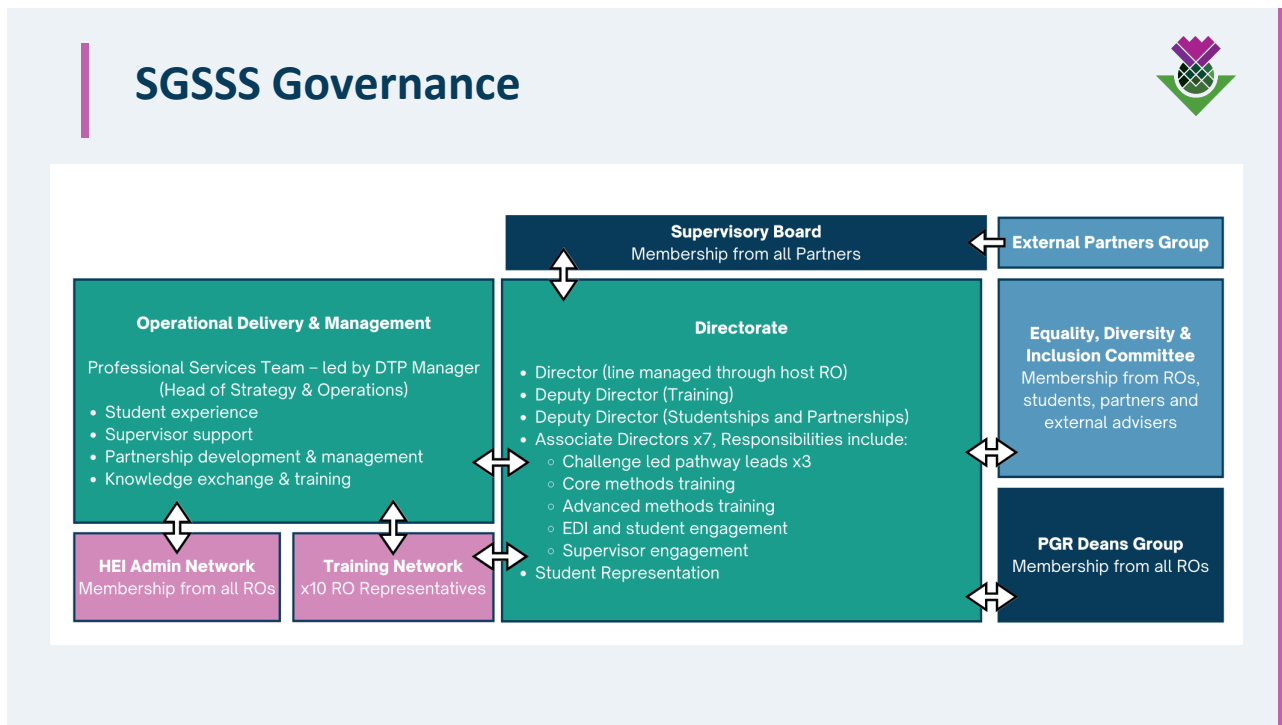 SGSSS Governance
Supervisory Board
Membership from all Partners
External Partners Group
Operational Delivery & Management
Professional Services Team – led by DTP Manager
(Head of Strategy & Operations)
• Student experience
• Supervisor support
• Partnership development & management
• Knowledge exchange & training
Directorate
• Director (line managed through host RO)
• Deputy Director (Training)
• Deputy Director (Studentships and Partnerships)
• Associate Directors x7, Responsibilities include:
◦ Challenge led pathway leads x3
◦ Core methods training
◦ Advanced methods training
◦ EDI and student engagement
◦ Supervisor engagement
• Student Representation
Equality, Diversity &
Inclusion Committee
Membership from ROs,
students, partners and
external advisers
HEI Admin Network
Membership from all ROs
Training Network
x10 RO Representatives
PGR Deans Group
Membership from all ROs